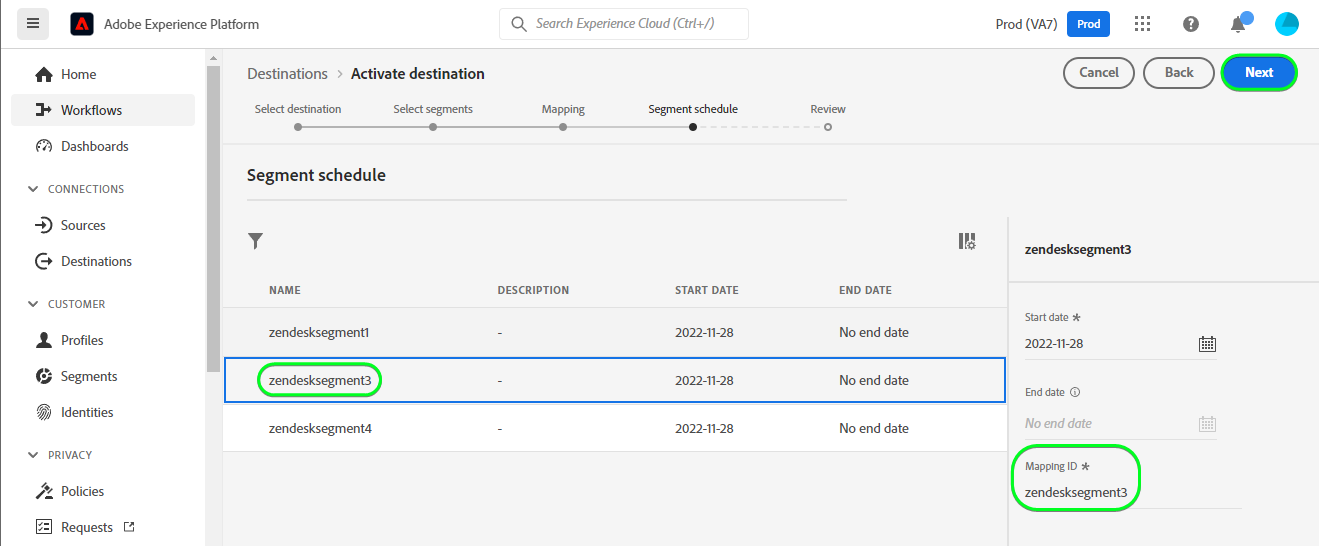 Adobe Experience Platform
Search Experience Cloud (Ctrl+/)
Prod (VA7)
Prod
Home
Workflows
Dashboards
CONNECTIONS
Sources
Destinations
CUSTOMER
Profiles
Segments
Identities
PRIVACY
Policies
Requests
Destinations > Activate destination
Cancel
Back
Next
Select destination
Select segments
Mapping
Segment schedule
Review
Segment schedule
NAME DESCRIPTION START DATE END DATE
zendesksegment1 - 2022-11-28 No end date
zendesksegment3 - 2022-11-28 No end date
zendesksegment4 - 2022-11-28 No end date
zendesksegment3
Start date *
2022-11-28
End date
No end date
Mapping ID *
zendesksegment3